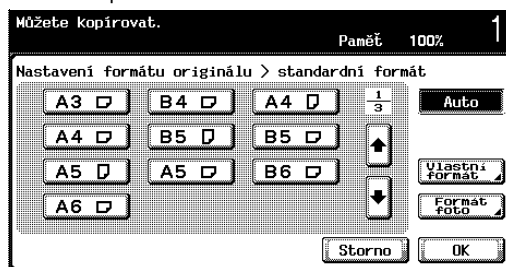 Můžete kopírovat.
Paměť 100% 1
Nastavení formátu originálu > standardní formát
A3 B4 A4 1/3 Auto
A4 B5 B5
A5 A5 B6 Vlastní formát
A6 Formát foto
Storno OK